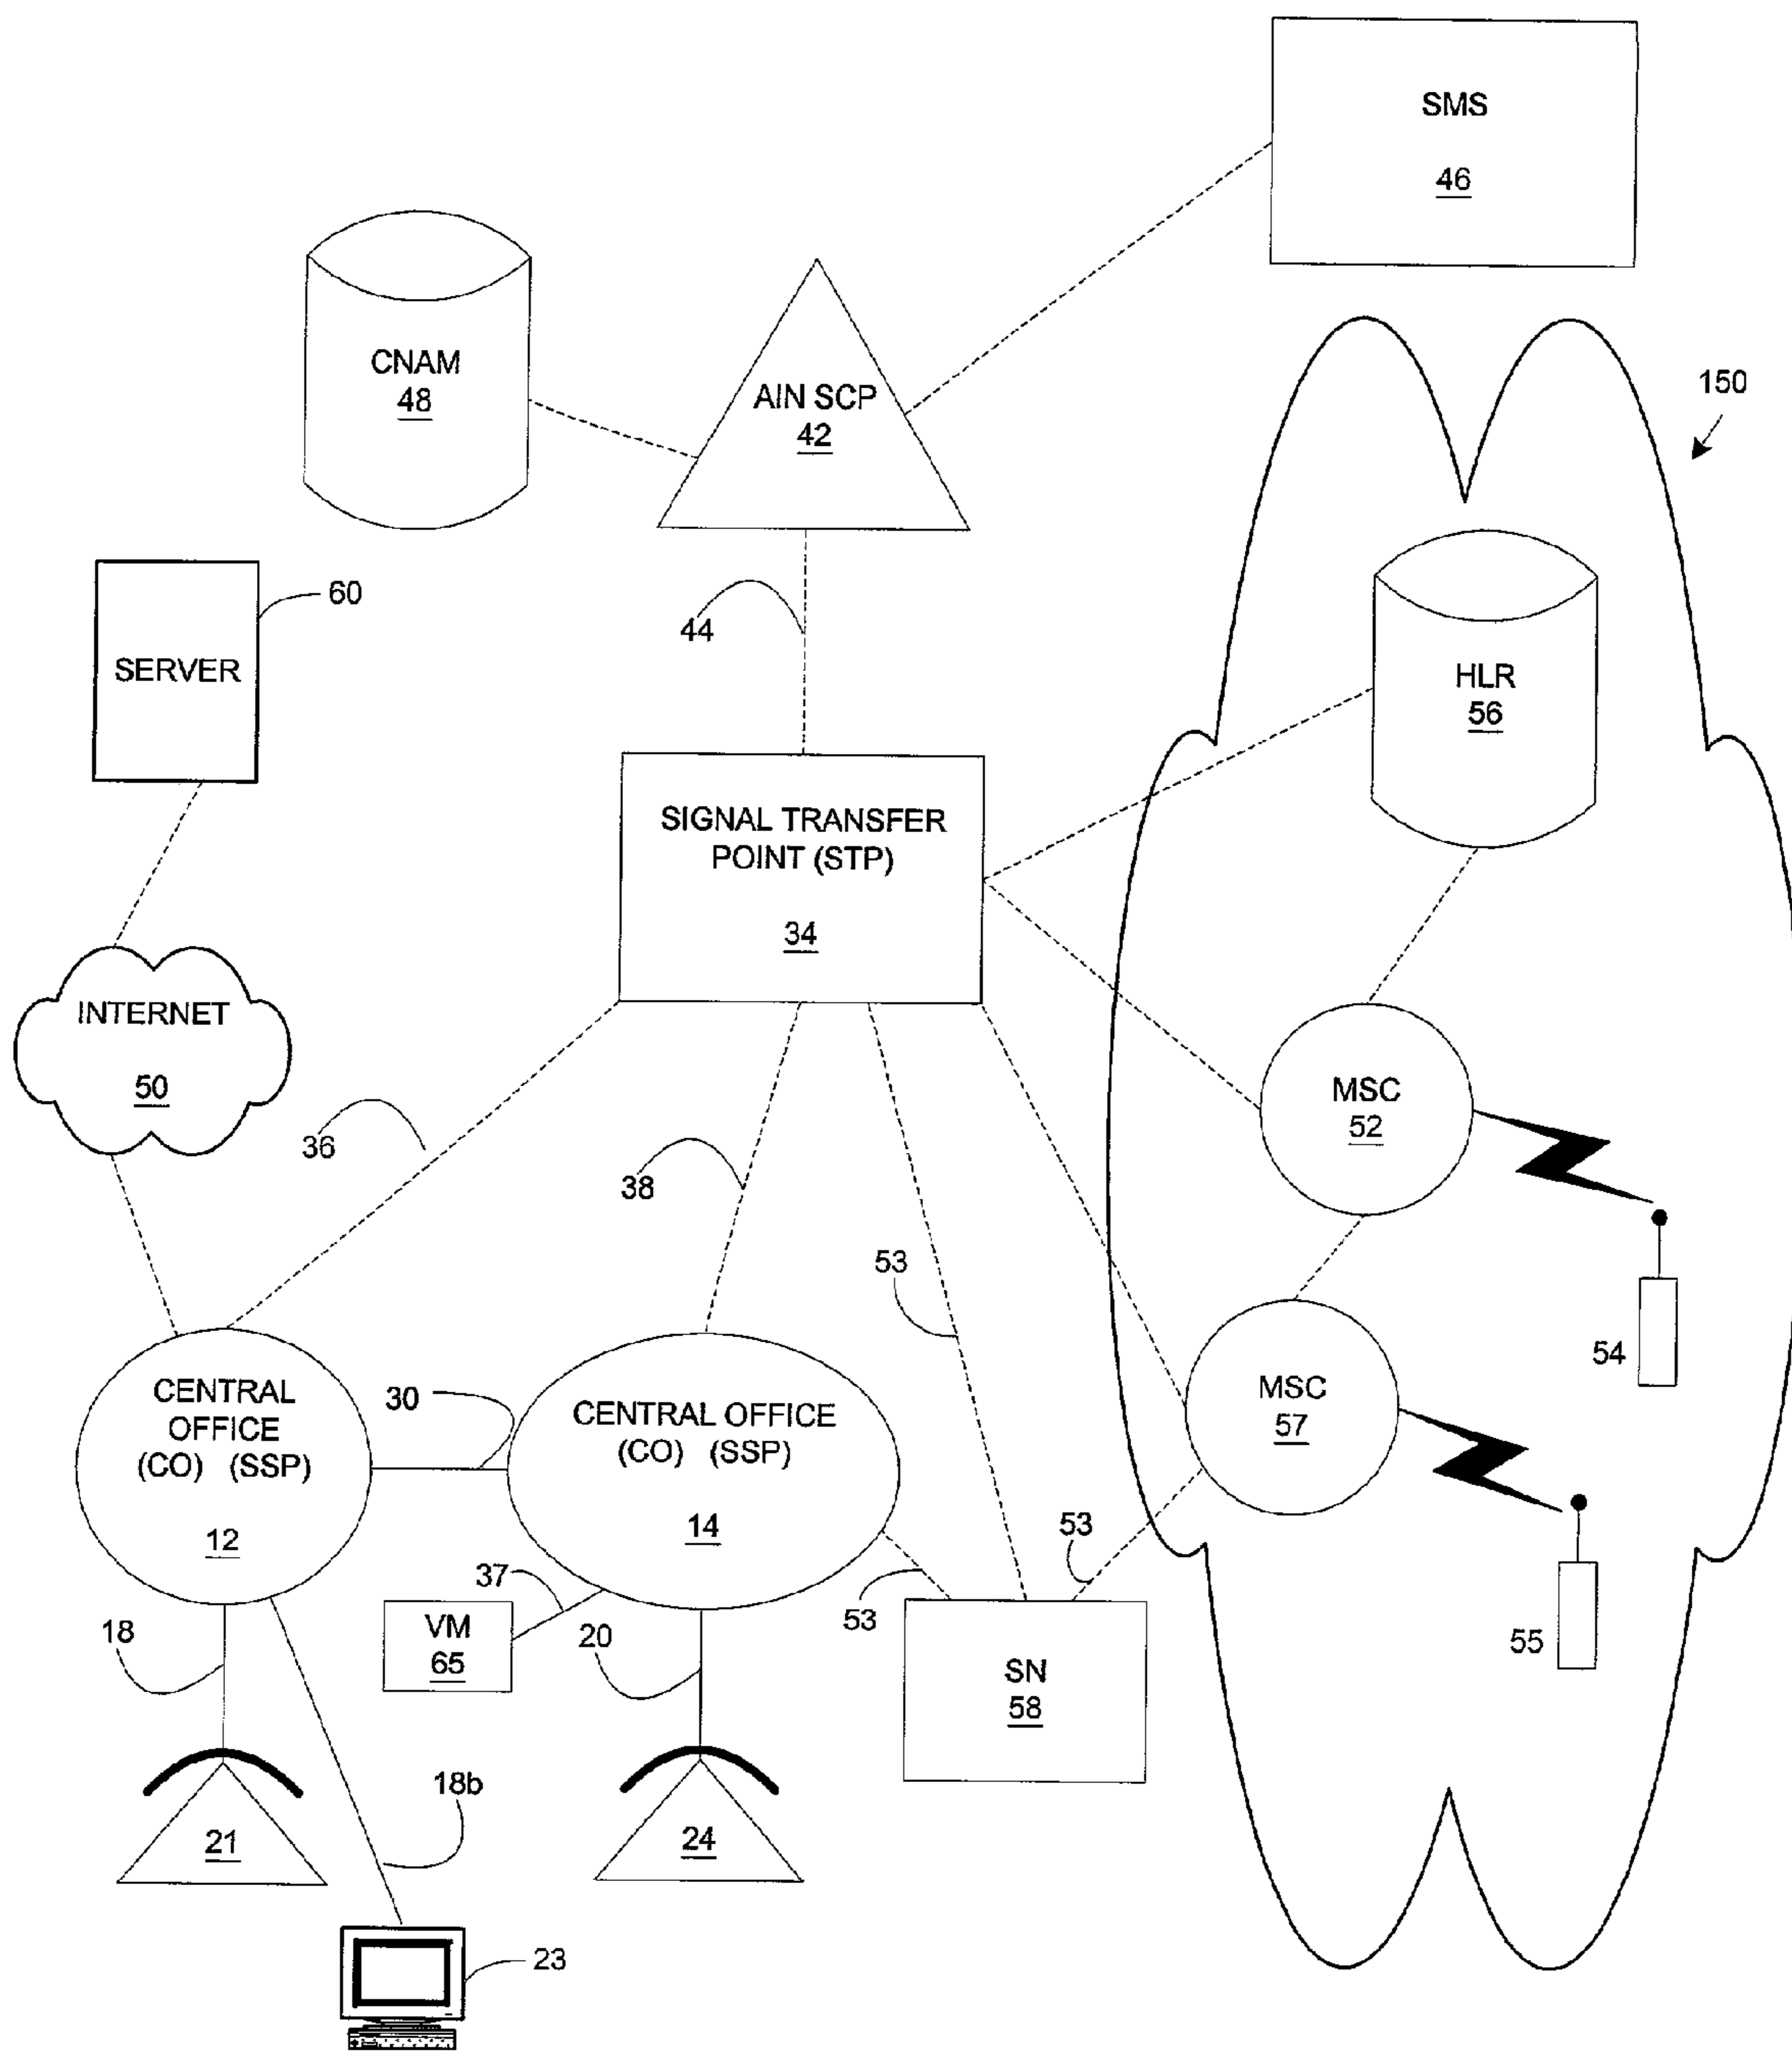 SMS
46
CNAM
48
AIN SCP
42
150
SERVER
60
44
HLR
56
SIGNAL TRANSFER
POINT (STP)
34
INTERNET
50
36
38
MSC
52
53
54
CENTRAL
OFFICE
(CO) (SSP)
12
30
CENTRAL OFFICE
(CO) (SSP)
14
MSC
57
53
53
37
VM
65
18
20
SN
58
55
21
18b
24
23